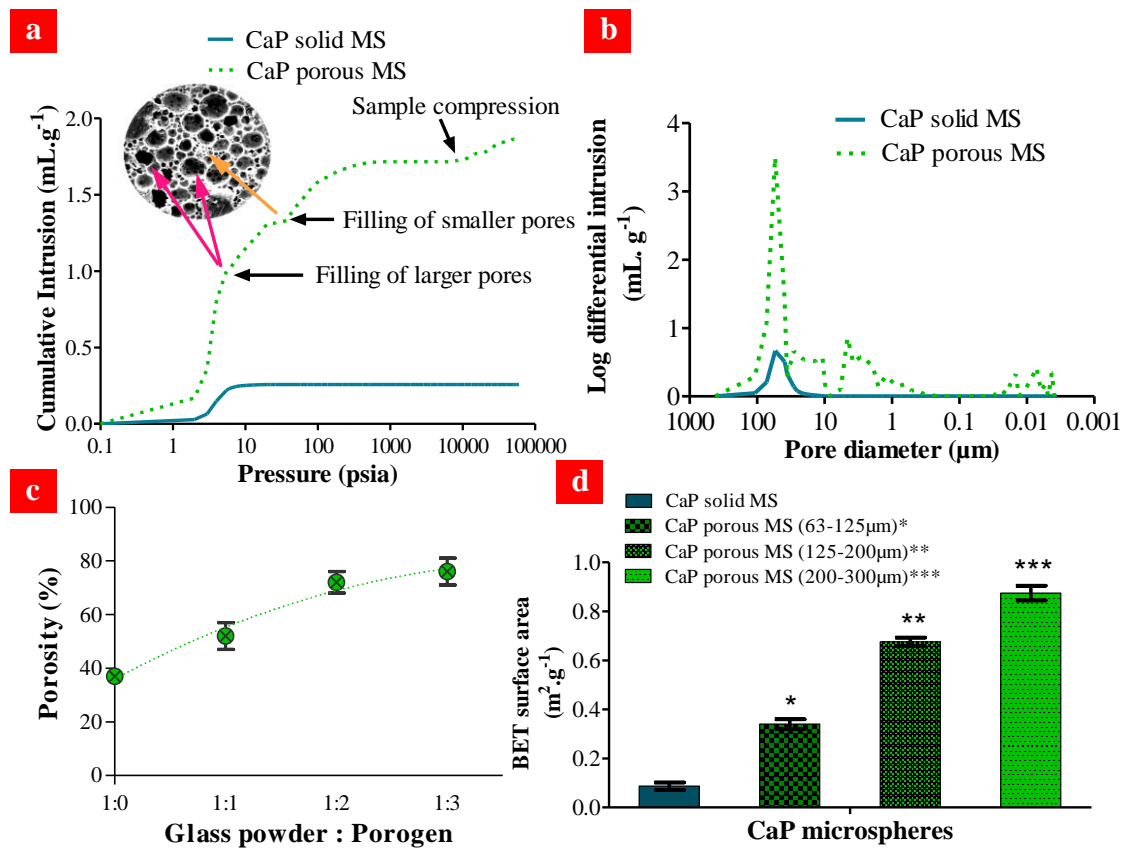 a
CaP solid MS
CaP porous MS
Sample compression
Filling of smaller pores
Filling of larger pores
Cumulative Intrusion (mL.g⁻¹)
2.0
1.5
1.0
0.5
0.0
0.1 1 10 100 1000 10000 100000
Pressure (psia)
b
CaP solid MS
CaP porous MS
Log differential intrusion
(mL. g⁻¹)
4
3
2
1
0
1000 100 10 1 0.1 0.01 0.001
Pore diameter (µm)
c
Porosity (%)
100
80
60
40
20
0
1:0 1:1 1:2 1:3
Glass powder : Porogen
d
CaP solid MS
CaP porous MS (63-125µm)*
CaP porous MS (125-200µm)**
CaP porous MS (200-300µm)***
BET surface area
(m².g⁻¹)
1.0
0.8
0.6
0.4
0.2
0.0
*
**
***
CaP microspheres